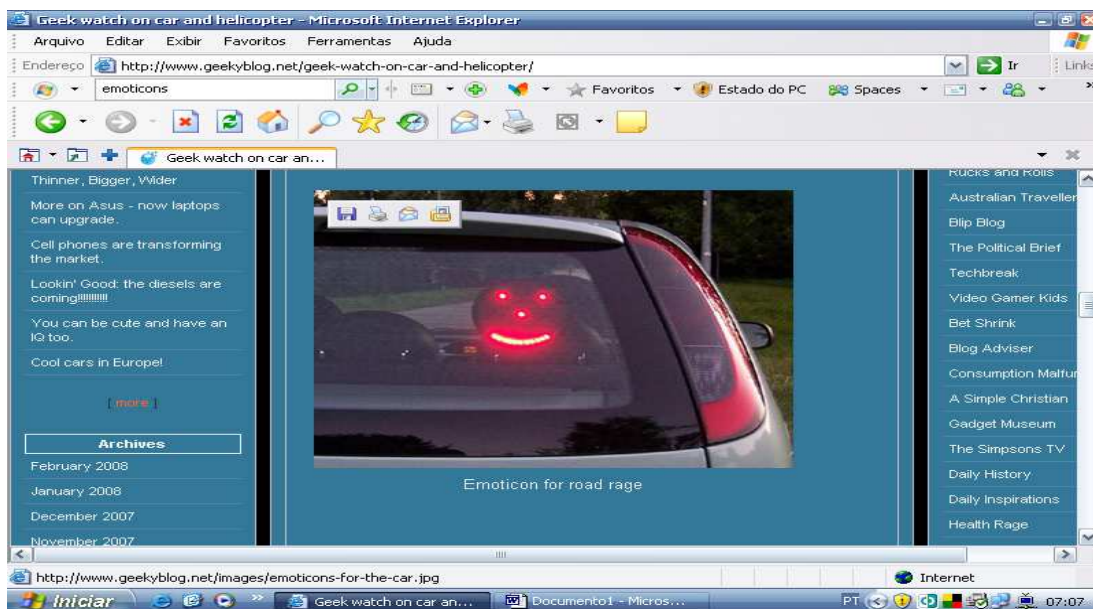 Geek watch on car and helicopter - Microsoft Internet Explorer
Arquivo Editar Exibir Favoritos Ferramentas Ajuda
Endereço http://www.geekyblog.net/geek-watch-on-car-and-helicopter/ Ir Links
emoticons Favoritos Estado do PC Spaces
Geek watch on car an...
Thinner, Bigger, Wider
More on Asus - now laptops
can upgrade.
Cell phones are transforming
the market.
Lookin' Good: the diesels are
You can be cute and have an
IQ too.
Cool cars in Europe!
[ more ]
Archives
February 2008
January 2008
December 2007
November 2007
Emoticon for road rage
Rucks and Rolls
Australian Traveller
Blip Blog
The Political Brief
Techbreak
Video Gamer Kids
Bet Shrink
Blog Adviser
Consumption Malfun
A Simple Christian
Gadget Museum
The Simpsons TV
Daily History
Daily Inspirations
Health Rage
http://www.geekyblog.net/images/emoticons-for-the-car.jpg Internet
Iniciar Geek watch on car an... Documento1 - Micros... PT 07:07